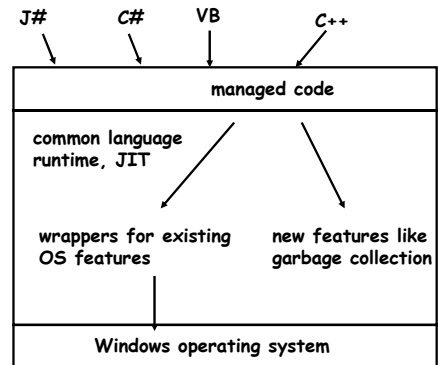 J# C# VB C++
managed code
common language
runtime, JIT
wrappers for existing
OS features
new features like
garbage collection
Windows operating system